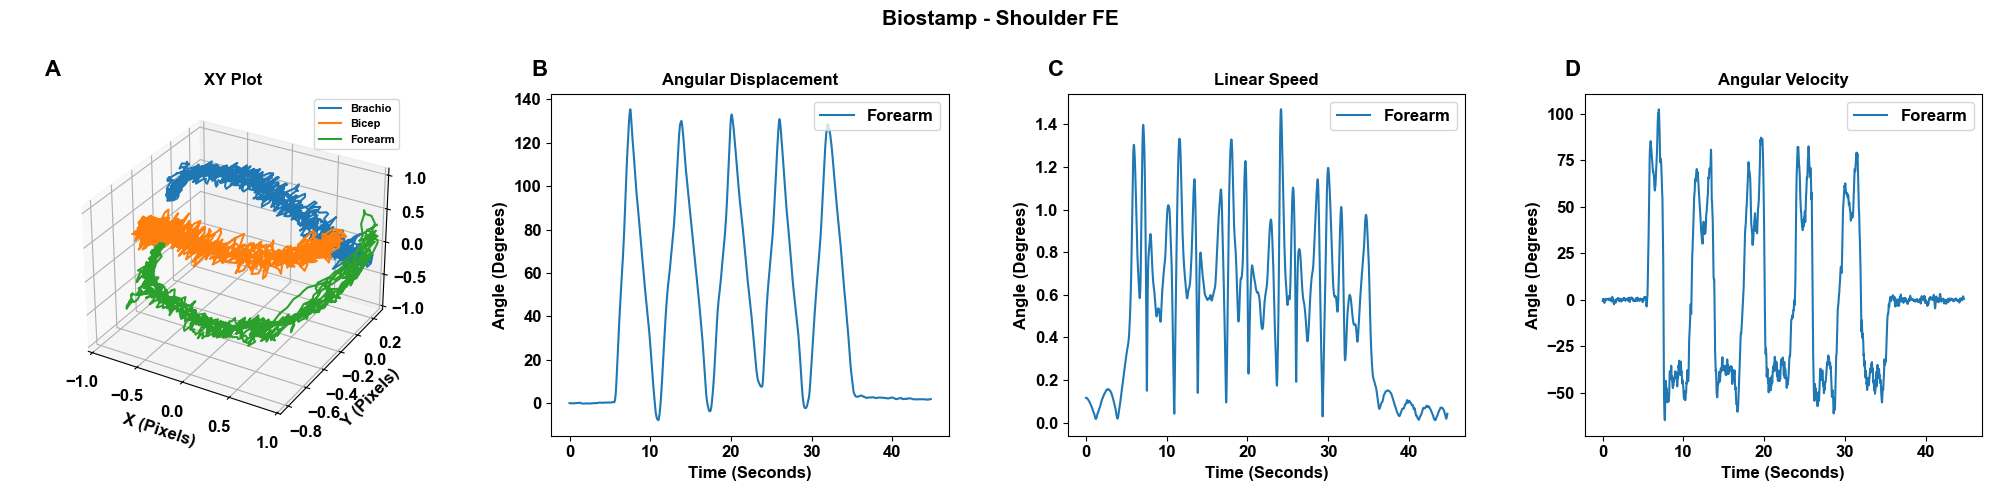 Biostamp - Shoulder FE
A
XY Plot
Brachio
Bicep
Forearm
1.0
0.5
0.0
−0.5
−1.0
0.2
0.0
−0.2
−0.4
−0.6
−0.8
Y (Pixels)
−1.0
−0.5
0.0
0.5
1.0
X (Pixels)
B
Angular Displacement
Forearm
140
120
100
80
60
40
20
0
Angle (Degrees)
0 10 20 30 40
Time (Seconds)
C
Linear Speed
Forearm
1.4
1.2
1.0
0.8
0.6
0.4
0.2
0.0
Angle (Degrees)
0 10 20 30 40
Time (Seconds)
D
Angular Velocity
Forearm
100
75
50
25
0
−25
−50
Angle (Degrees)
0 10 20 30 40
Time (Seconds)